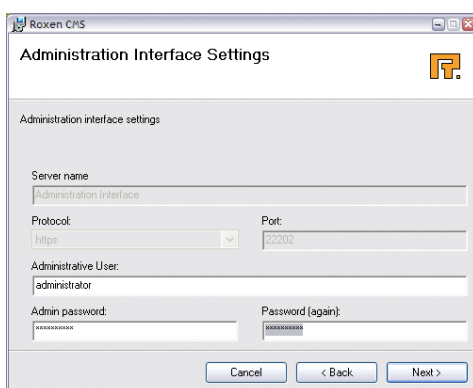 Roxen CMS
Administration Interface Settings
Administration interface settings
Server name
Administration Interface
Protocol: Port:
https 22202
Administrative User:
administrator
Admin password: Password (again):
********** **********
Cancel < Back Next >